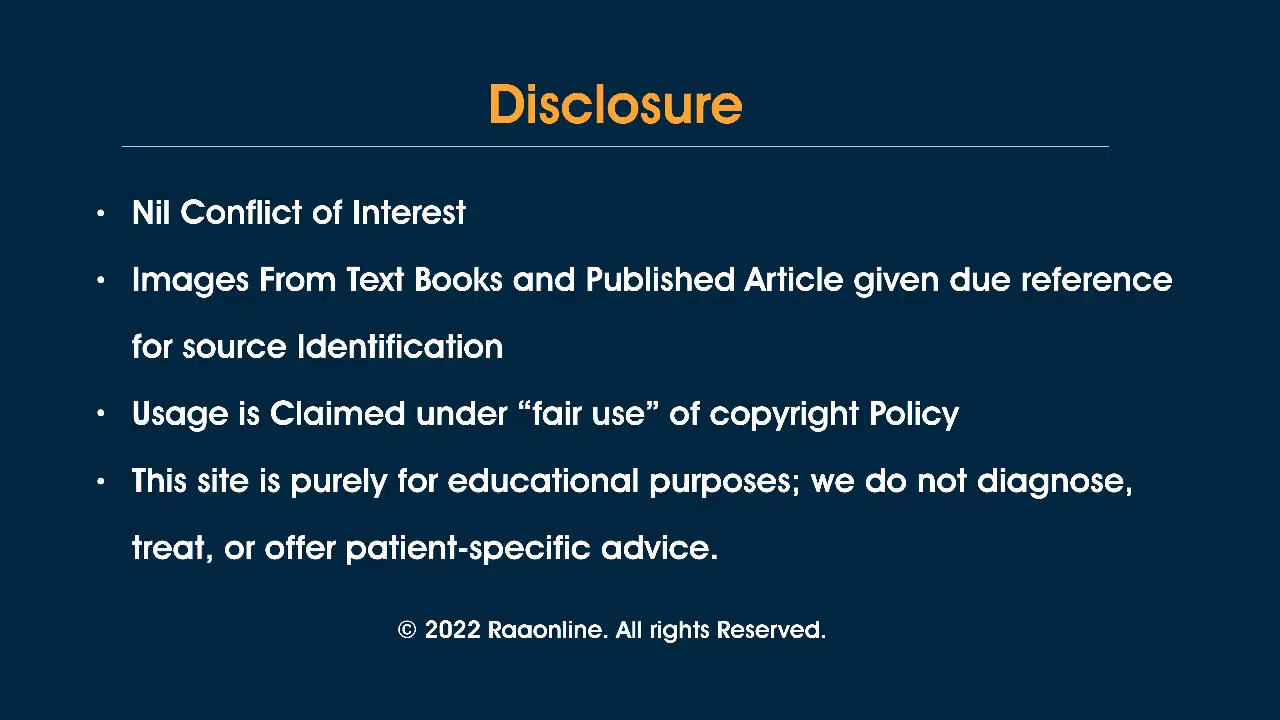 Disclosure
• Nil Conflict of Interest
• Images From Text Books and Published Article given due reference
for source Identification
• Usage is Claimed under “fair use” of copyright Policy
• This site is purely for educational purposes; we do not diagnose,
treat, or offer patient-specific advice.
© 2022 Raaonline. All rights Reserved.